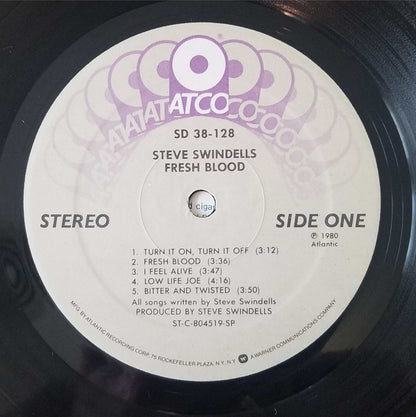 ATATATATCOCOCOCO
SD 38-128
STEVE SWINDELLS
FRESH BLOOD
d cigar
STEREO
SIDE ONE
℗ 1980
Atlantic
1. TURN IT ON, TURN IT OFF (3:12)
2. FRESH BLOOD (3:36)
3. I FEEL ALIVE (3:47)
4. LOW LIFE JOE (4:16)
5. BITTER AND TWISTED (3:50)
All songs written by Steve Swindells
PRODUCED BY STEVE SWINDELLS
ST-C-804519-SP
MFG. BY ATLANTIC RECORDING CORP. 75 ROCKEFELLER PLAZA, N.Y., N.Y. A WARNER COMMUNICATIONS COMPANY